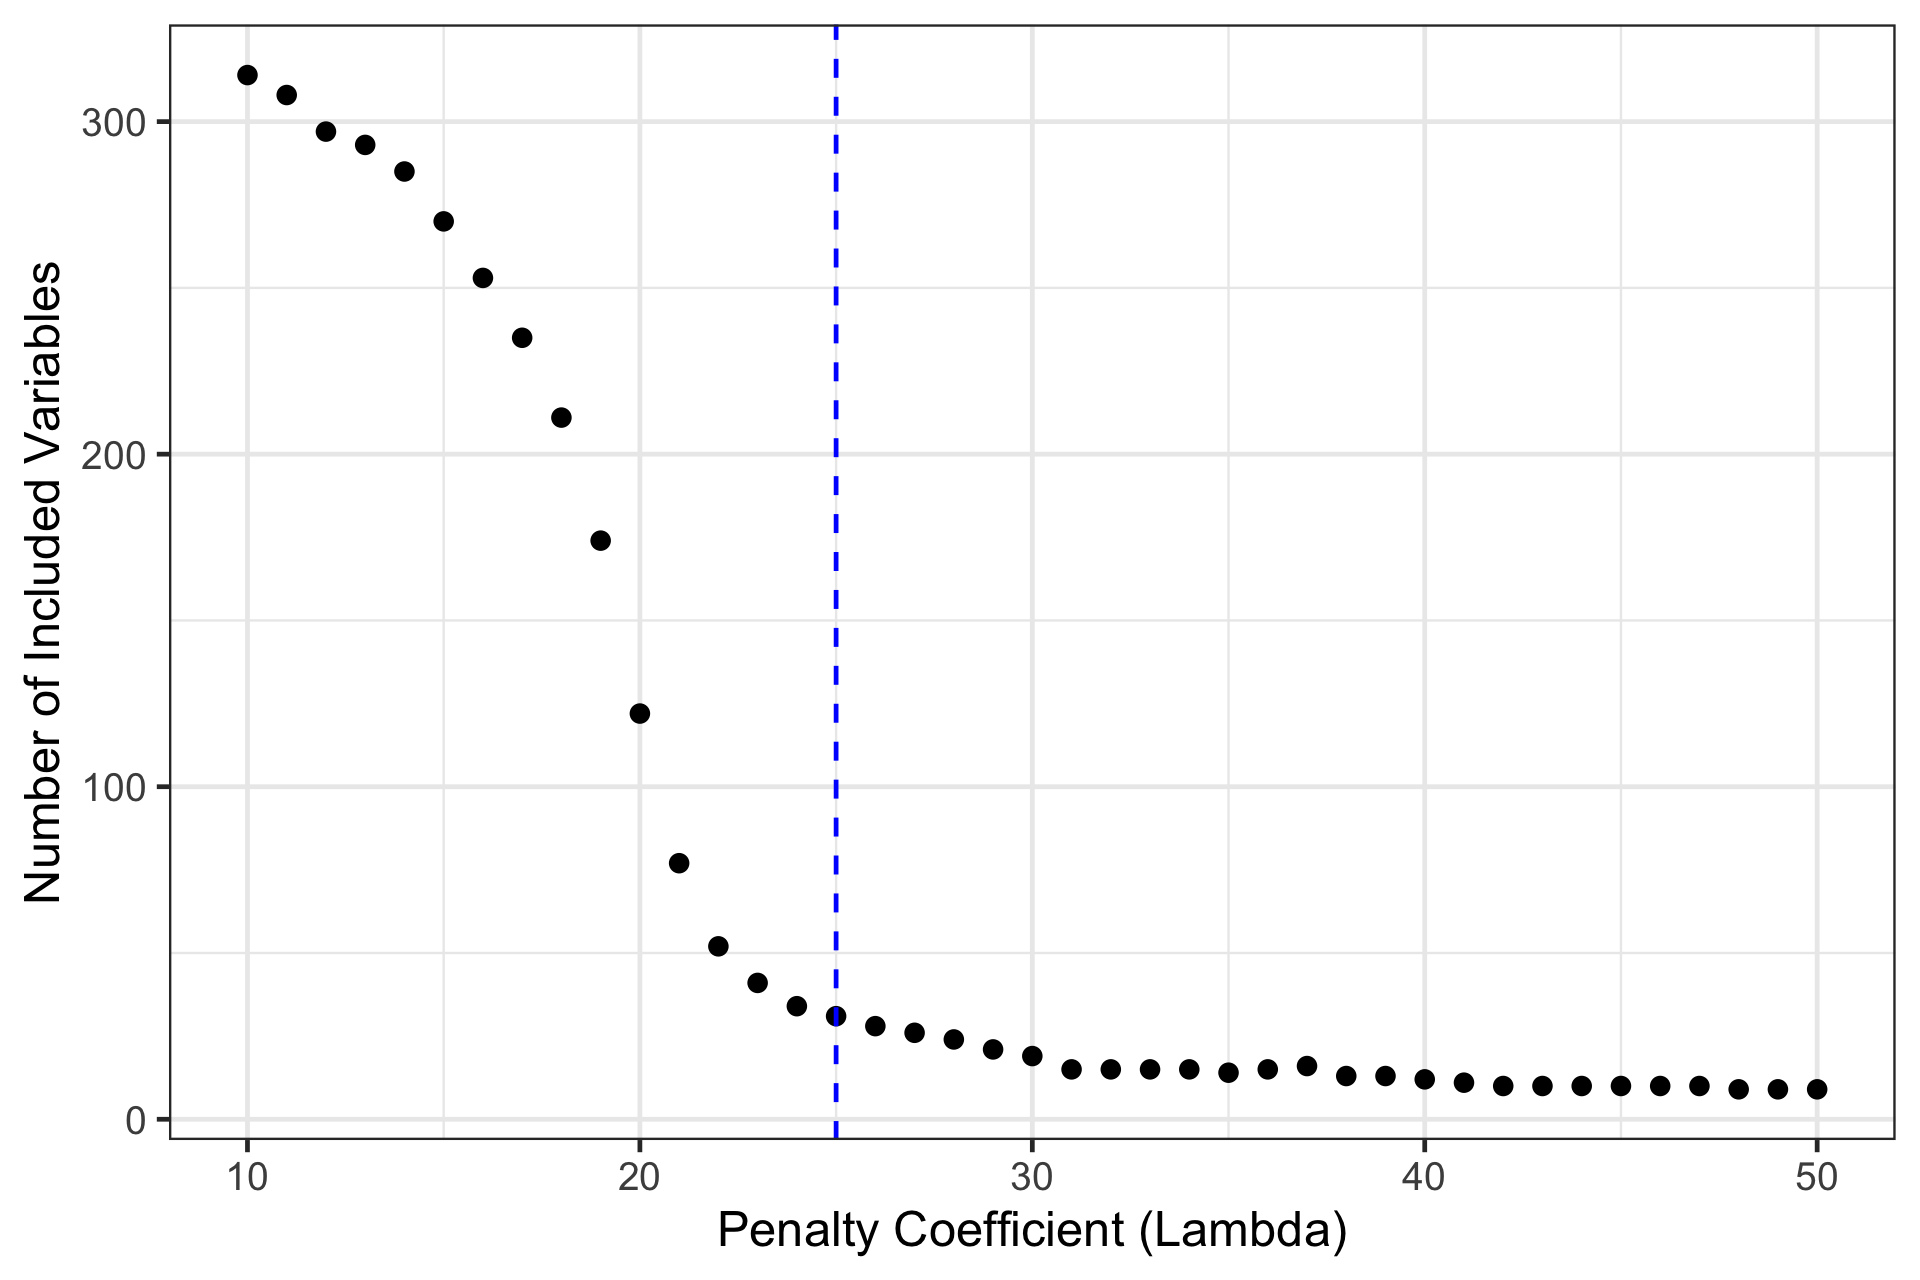 Number of Included Variables
300
200
100
0
10 20 30 40 50
Penalty Coefficient (Lambda)